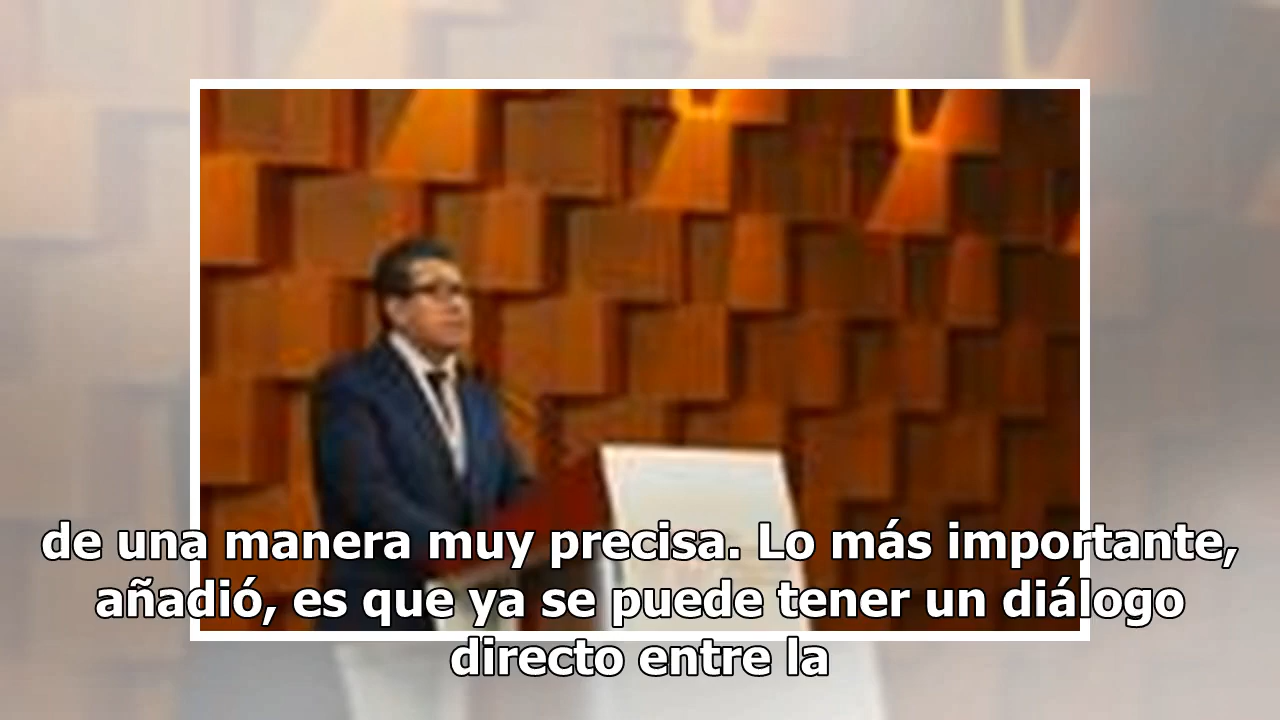 de una manera muy precisa. Lo más importante,
añadió, es que ya se puede tener un diálogo
directo entre la